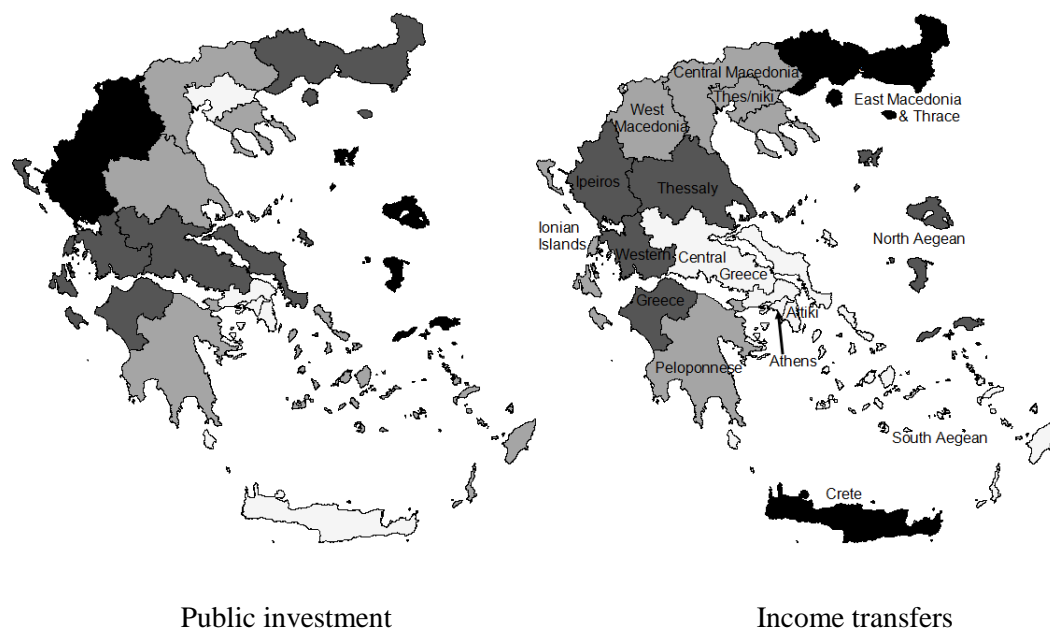 Central Macedonia
Thes/niki
East Macedonia
& Thrace
West
Macedonia
Ipeiros
Thessaly
Ionian
Islands
North Aegean
Western
Central
Greece
Greece
Attiki
Athens
Peloponnese
South Aegean
Crete
Public investment
Income transfers